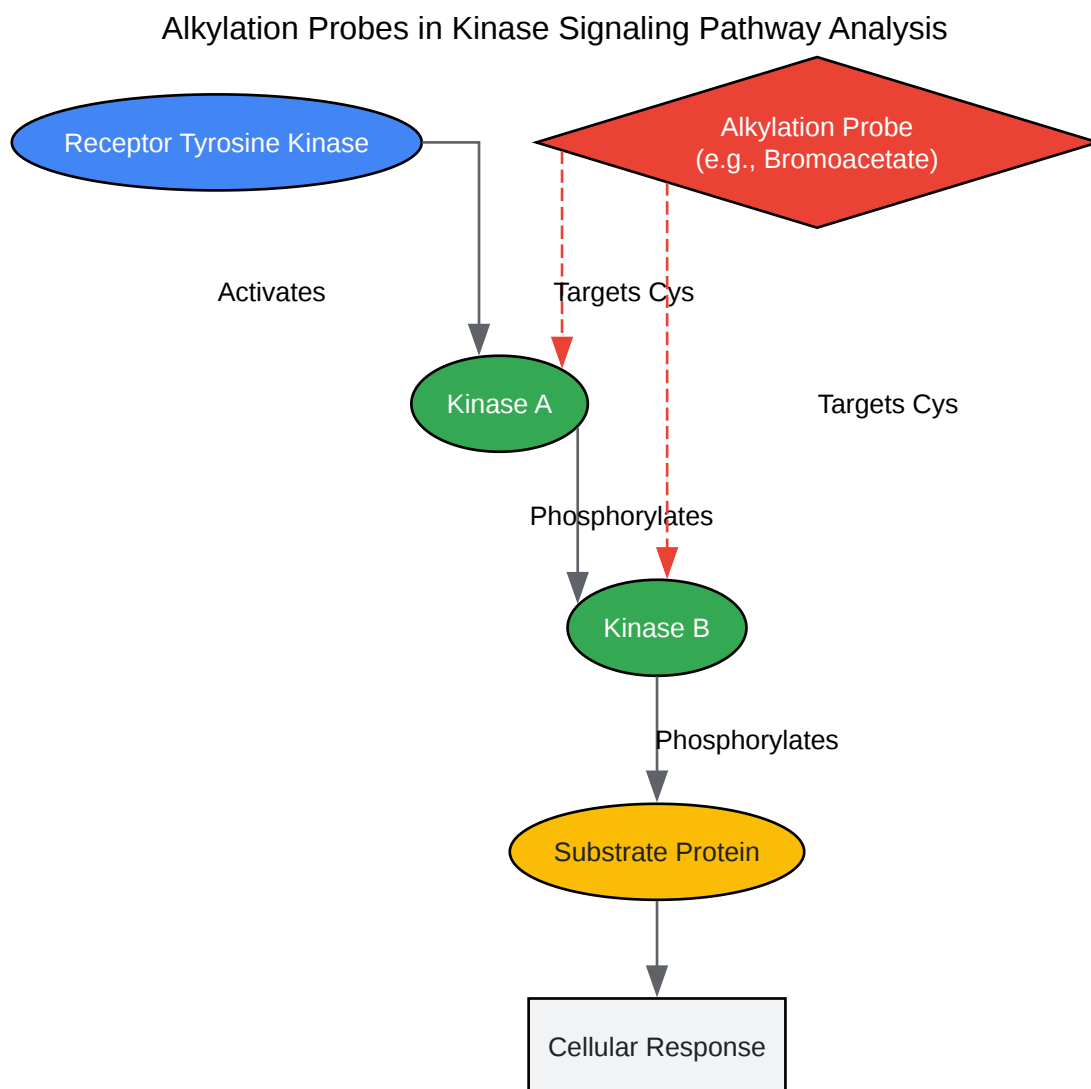 Alkylation Probes in Kinase Signaling Pathway Analysis
Receptor Tyrosine Kinase
Alkylation Probe
(e.g., Bromoacetate)
Activates
Targets Cys
Kinase A
Targets Cys
Phosphorylates
Kinase B
Phosphorylates
Substrate Protein
Cellular Response